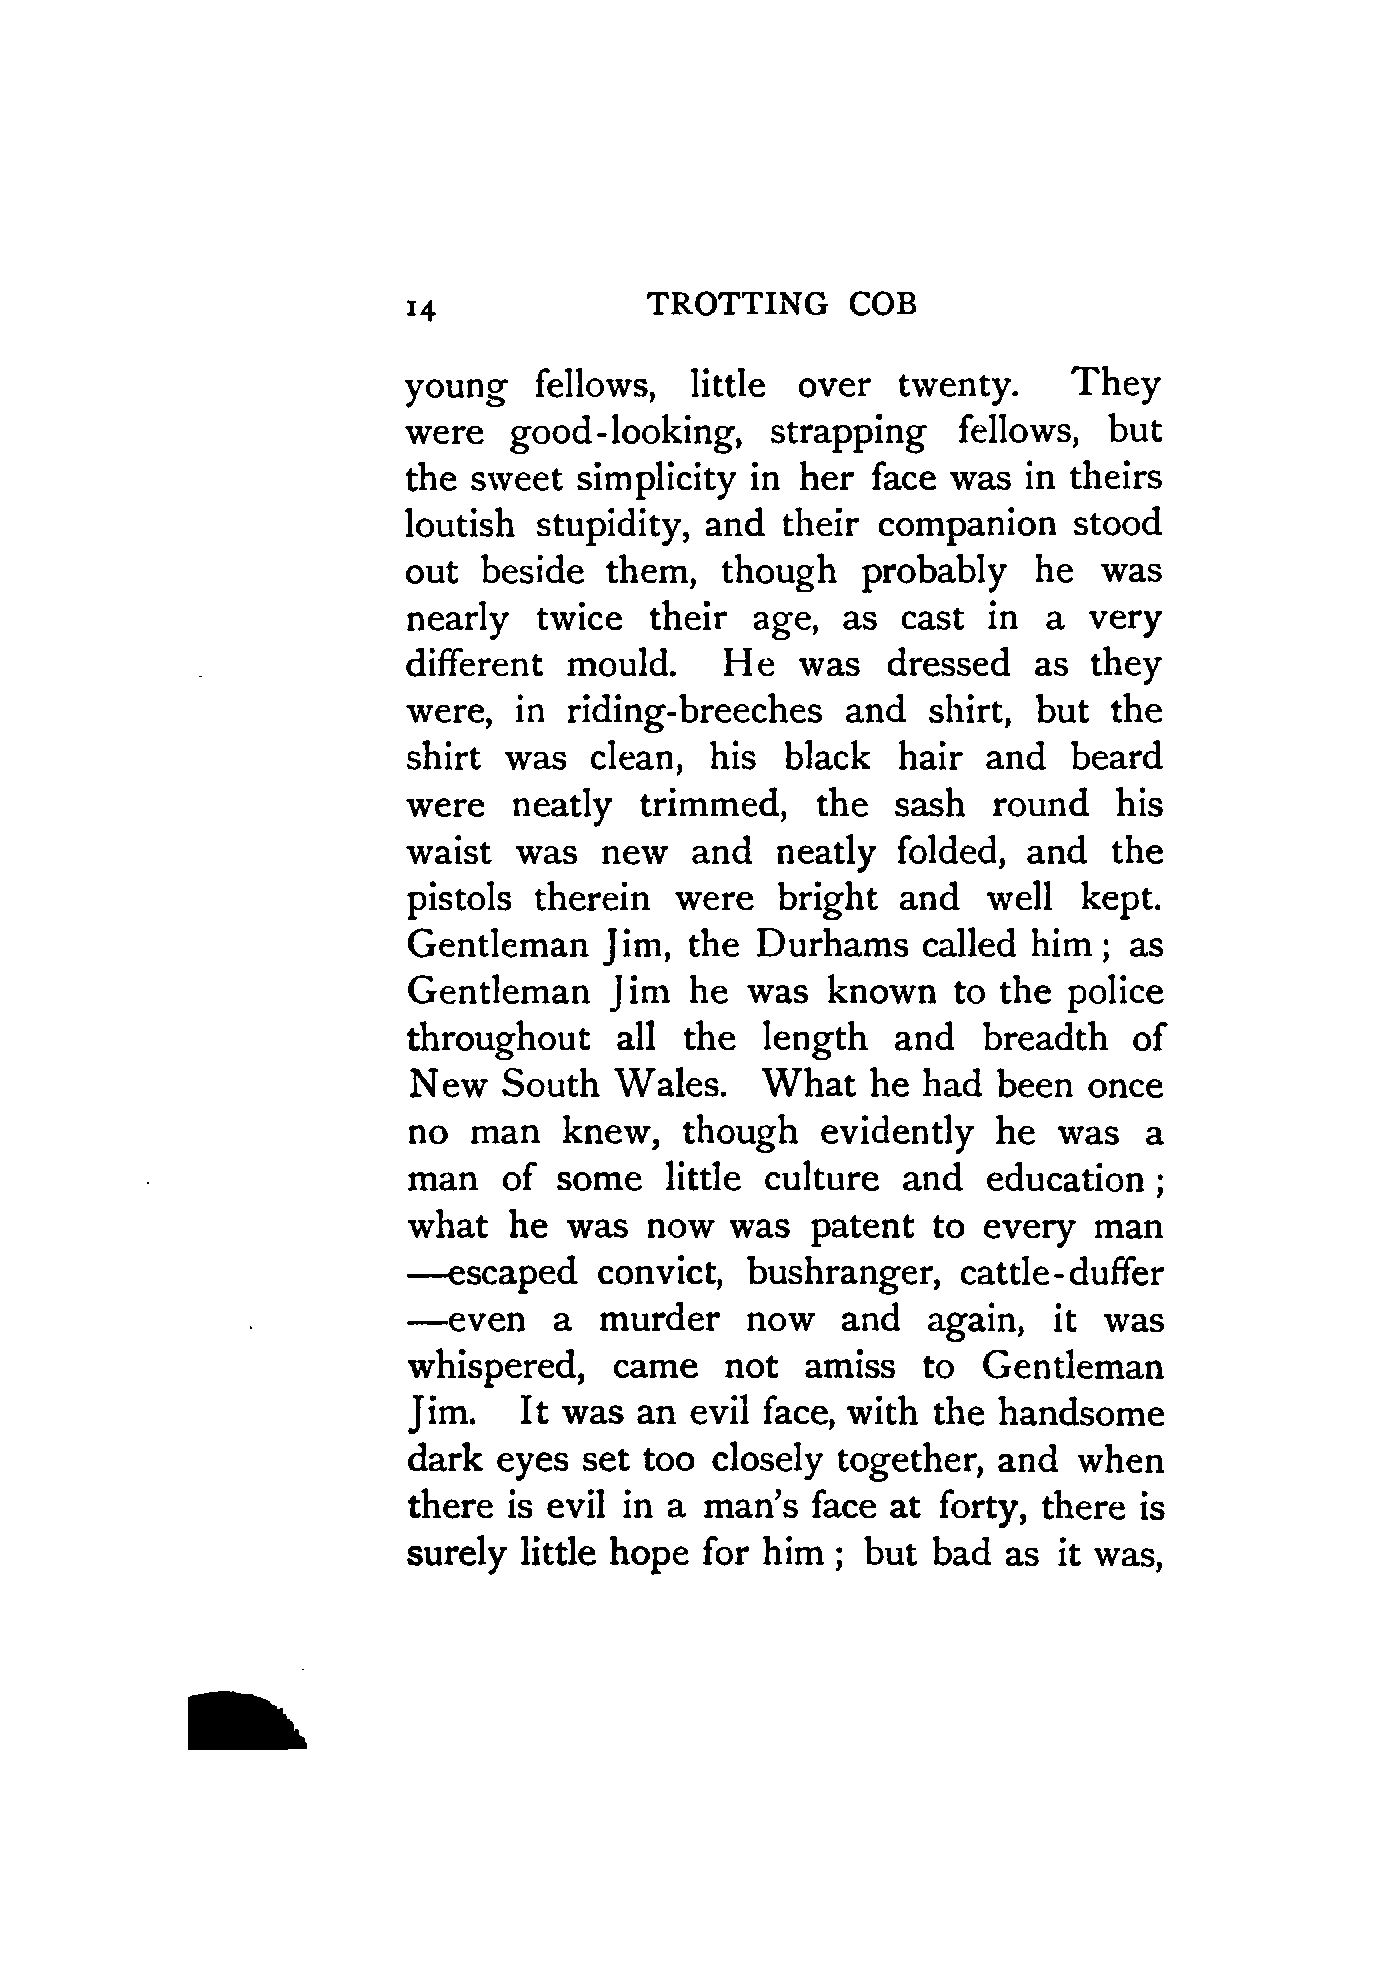 14 TROTTING COB
young fellows, little over twenty. They
were good-looking, strapping fellows, but
the sweet simplicity in her face was in theirs
loutish stupidity, and their companion stood
out beside them, though probably he was
nearly twice their age, as cast in a very
different mould. He was dressed as they
were, in riding-breeches and shirt, but the
shirt was clean, his black hair and beard
were neatly trimmed, the sash round his
waist was new and neatly folded, and the
pistols therein were bright and well kept.
Gentleman Jim, the Durhams called him ; as
Gentleman Jim he was known to the police
throughout all the length and breadth of
New South Wales. What he had been once
no man knew, though evidently he was a
man of some little culture and education ;
what he was now was patent to every man
—escaped convict, bushranger, cattle-duffer
—even a murder now and again, it was
whispered, came not amiss to Gentleman
Jim. It was an evil face, with the handsome
dark eyes set too closely together, and when
there is evil in a man's face at forty, there is
surely little hope for him ; but bad as it was,